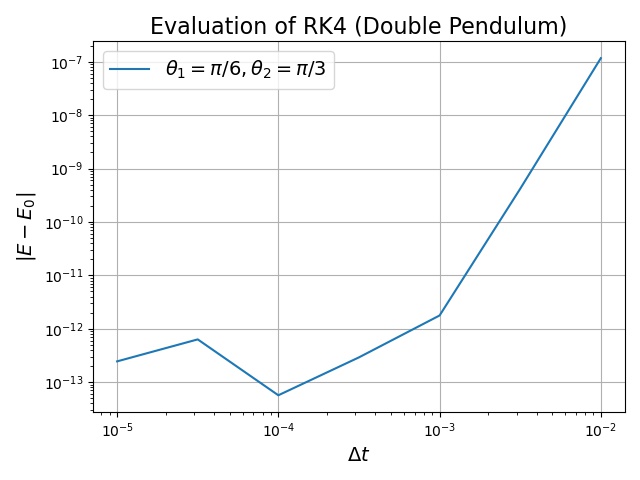 Evaluation of RK4 (Double Pendulum)
θ₁ = π/6, θ₂ = π/3
10⁻⁷
10⁻⁸
10⁻⁹
10⁻¹⁰
10⁻¹¹
10⁻¹²
10⁻¹³
|E − E₀|
10⁻⁵
10⁻⁴
10⁻³
10⁻²
Δt